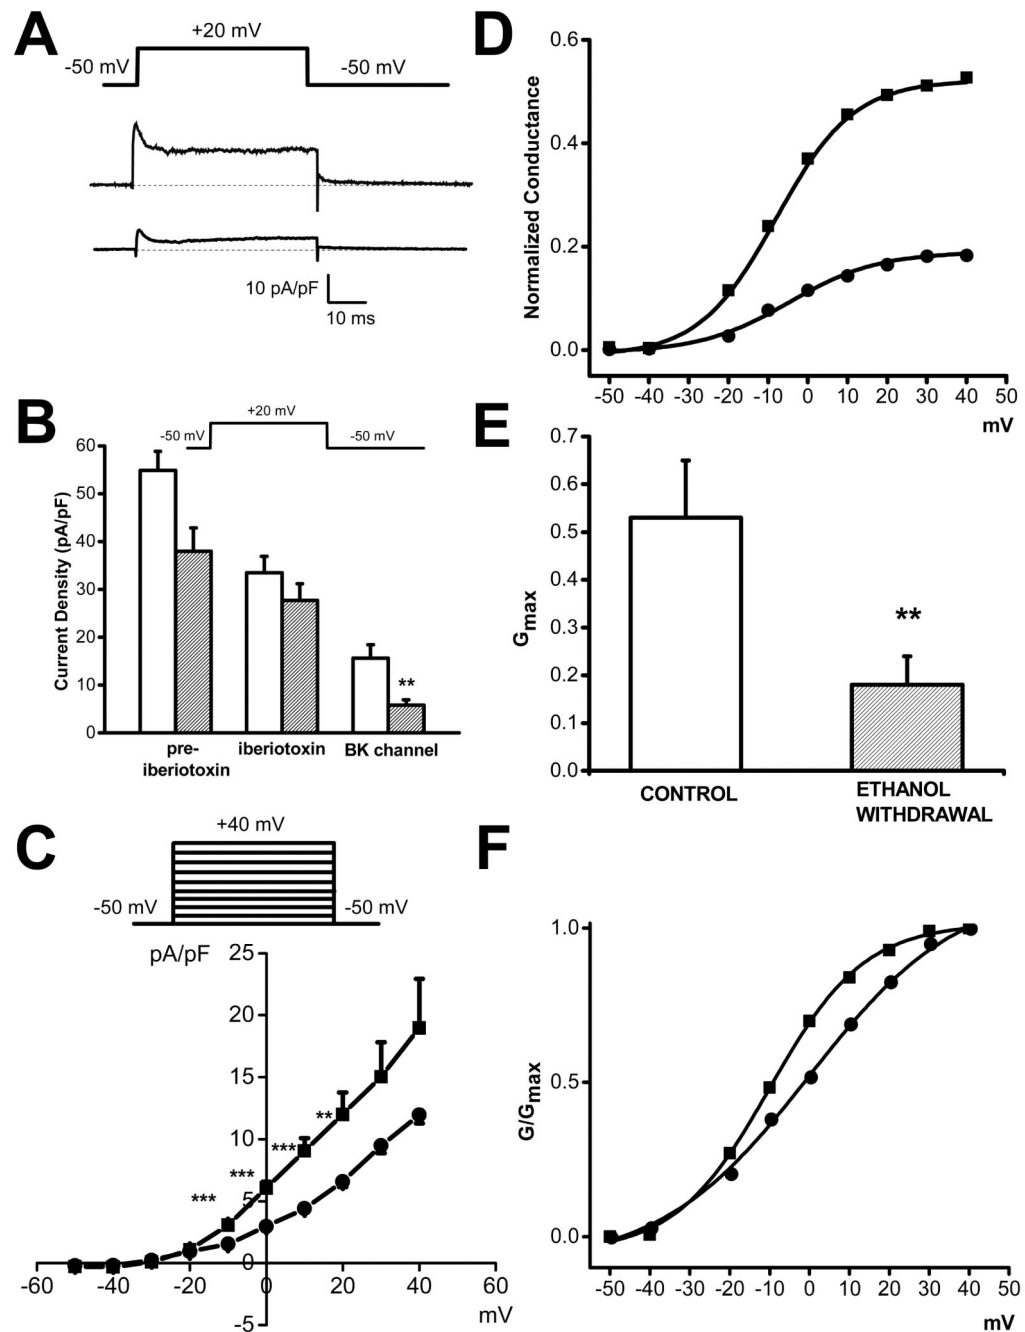 A
+20 mV
-50 mV
-50 mV
10 pA/pF
10 ms
B
+20 mV
-50 mV
-50 mV
Current Density (pA/pF)
60
50
40
30
20
10
0
**
pre-
iberiotoxin
iberiotoxin
BK channel
C
+40 mV
-50 mV
-50 mV
pA/pF
25
20
15
10
5
0
-5
***
***
***
**
-60
-40
-20
0
20
40
60
mV
D
Normalized Conductance
0.6
0.4
0.2
0.0
-50 -40 -30 -20 -10 0 10 20 30 40 50
mV
E
Gmax
0.7
0.6
0.5
0.4
0.3
0.2
0.1
0.0
**
CONTROL
ETHANOL
WITHDRAWAL
F
G/Gmax
1.0
0.5
0.0
-50 -40 -30 -20 -10 0 10 20 30 40 50
mV